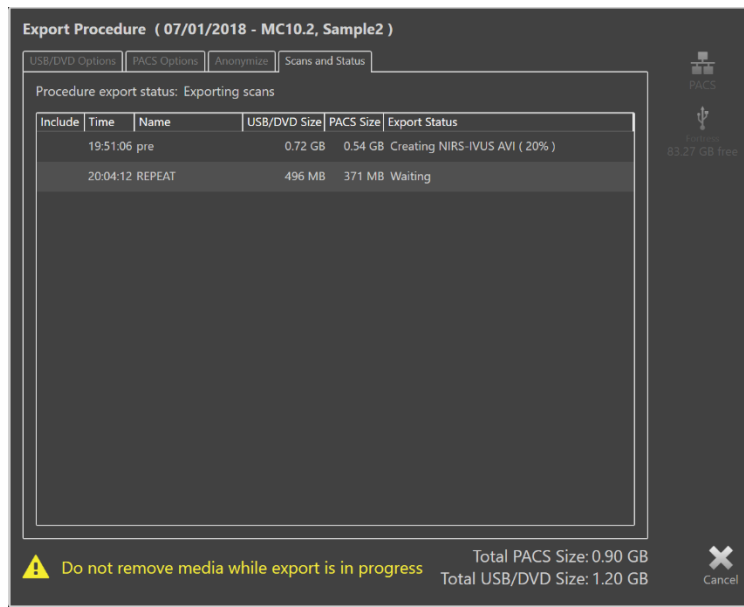 Export Procedure ( 07/01/2018 - MC10.2, Sample2 )
USB/DVD Options PACS Options Anonymize Scans and Status
PACS
Procedure export status: Exporting scans
Include Time Name USB/DVD Size PACS Size Export Status
19:51:06 pre 0.72 GB 0.54 GB Creating NIRS-IVUS AVI ( 20% )
83.27 GB free
20:04:12 REPEAT 496 MB 371 MB Waiting
Do not remove media while export is in progress
Total PACS Size: 0.90 GB
Total USB/DVD Size: 1.20 GB
Cancel